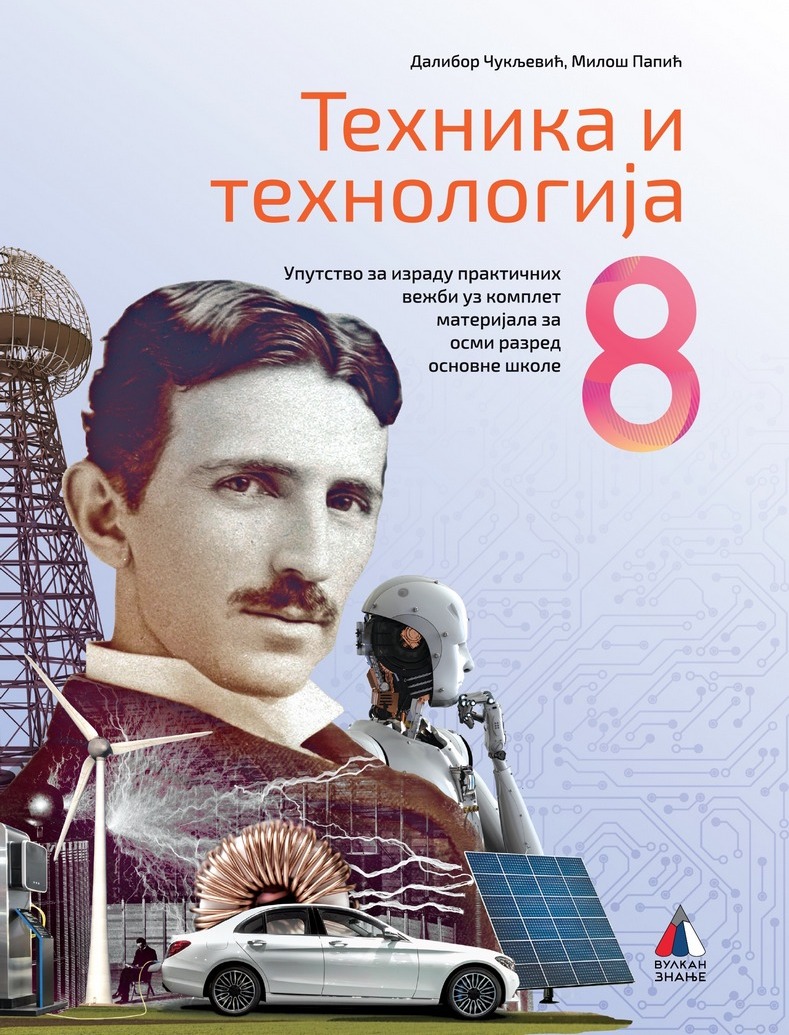 Далибор Чукљевић, Милош Папић
Техника и
технологија
Упутство за израду практичних
вежби уз комплет
материјала за
осми разред
основне школе
8
ВУЛКАН
ЗНАЊЕ